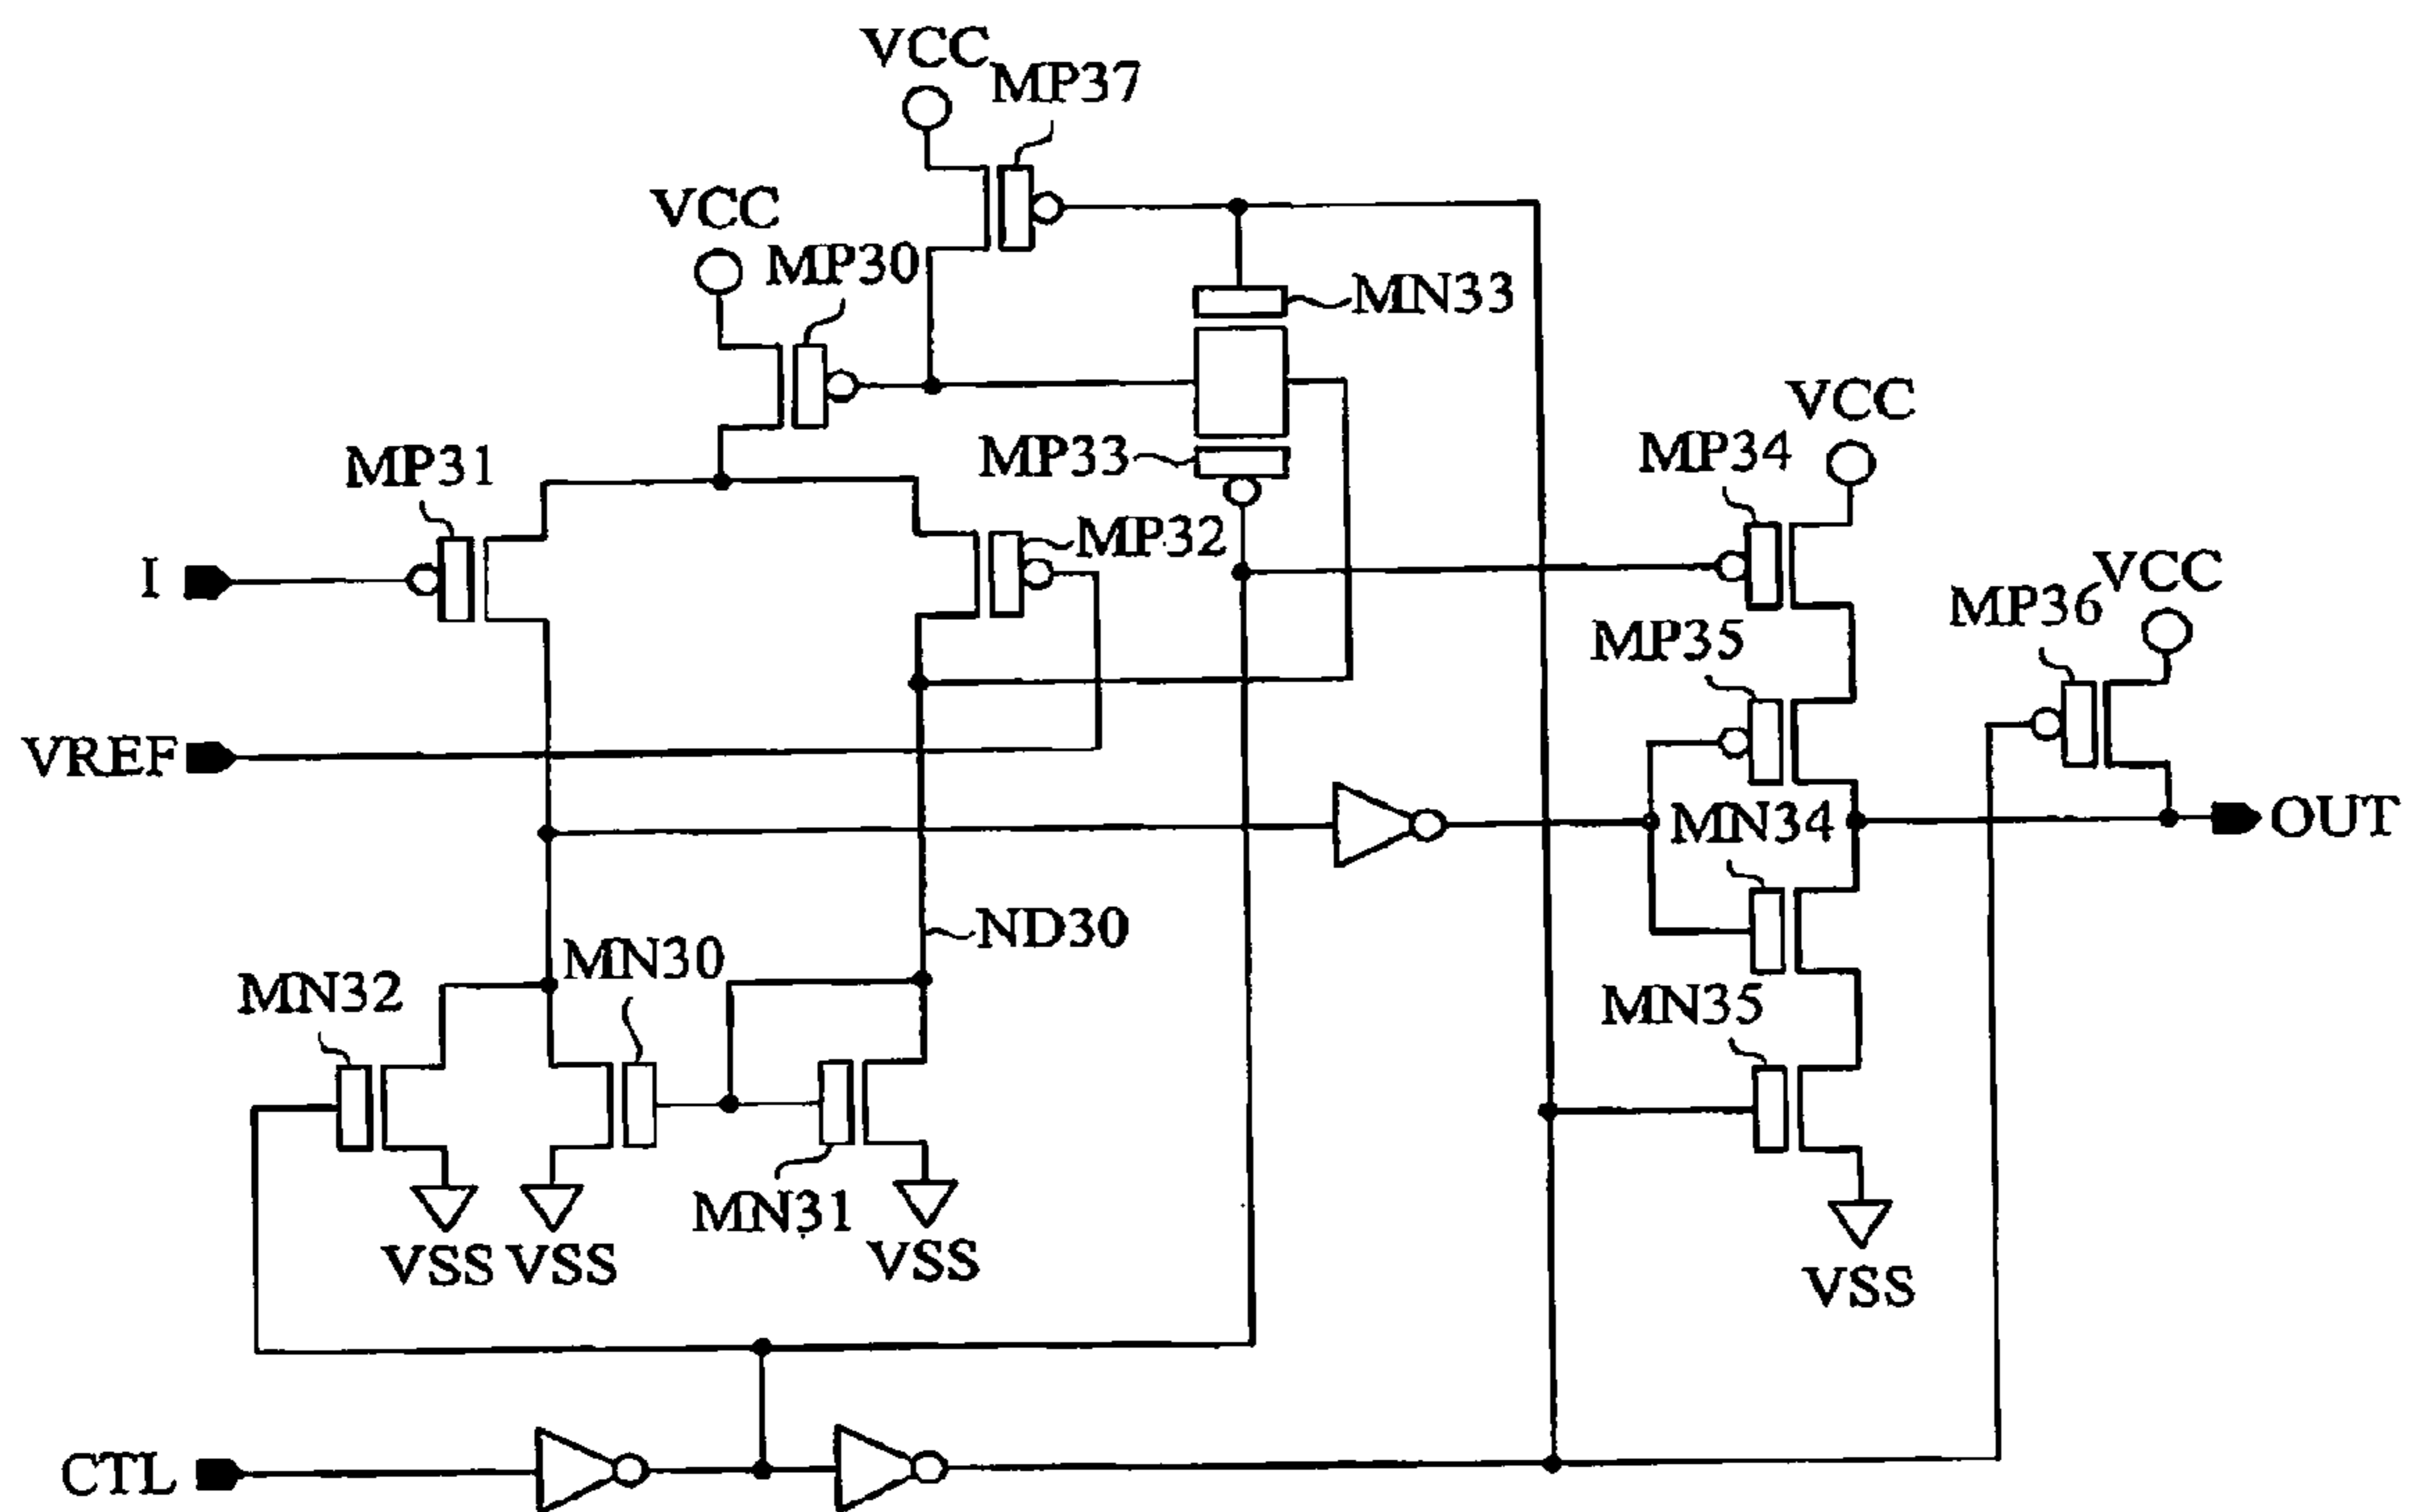 VCC
MP37
VCC
MP30
MN33
VCC
MP31
MP33
MP34
I
MP32
VCC
MP36
MP35
VREF
MN34
OUT
ND30
MN30
MN32
MN35
MN31
VSS
VSS
VSS
VSS
CTL